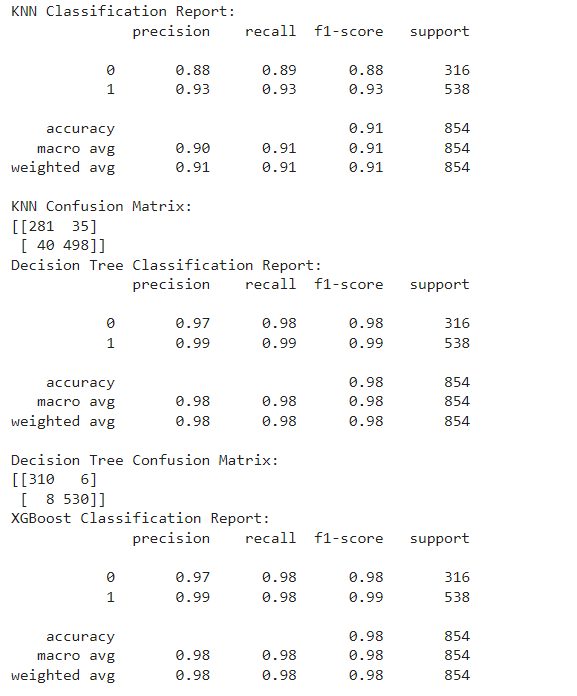 KNN Classification Report:
              precision    recall  f1-score   support

           0       0.88      0.89      0.88       316
           1       0.93      0.93      0.93       538

    accuracy                           0.91       854
   macro avg       0.90      0.91      0.91       854
weighted avg       0.91      0.91      0.91       854

KNN Confusion Matrix:
[[281  35]
 [ 40 498]]
Decision Tree Classification Report:
              precision    recall  f1-score   support

           0       0.97      0.98      0.98       316
           1       0.99      0.99      0.99       538

    accuracy                           0.98       854
   macro avg       0.98      0.98      0.98       854
weighted avg       0.98      0.98      0.98       854

Decision Tree Confusion Matrix:
[[310   6]
 [  8 530]]
XGBoost Classification Report:
              precision    recall  f1-score   support

           0       0.97      0.98      0.98       316
           1       0.99      0.98      0.99       538

    accuracy                           0.98       854
   macro avg       0.98      0.98      0.98       854
weighted avg       0.98      0.98      0.98       854